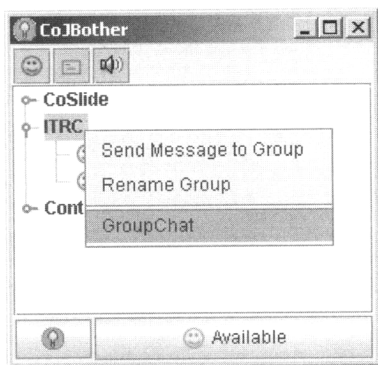 CoJBother
CoSlide
ITRC
Send Message to Group
Rename Group
Cont
GroupChat
Available